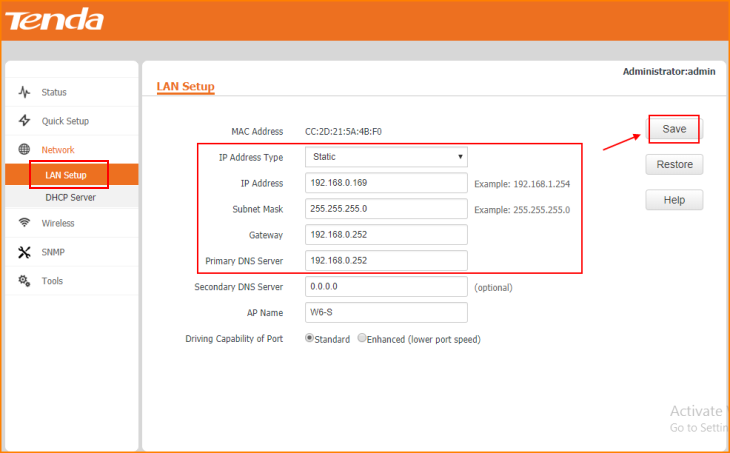 Tenda
Administrator:admin
Status
Quick Setup
Network
LAN Setup
DHCP Server
Wireless
SNMP
Tools
LAN Setup
MAC Address CC:2D:21:5A:4B:F0
IP Address Type Static
IP Address 192.168.0.169 Example: 192.168.1.254
Subnet Mask 255.255.255.0 Example: 255.255.255.0
Gateway 192.168.0.252
Primary DNS Server 192.168.0.252
Secondary DNS Server 0.0.0.0 (optional)
AP Name W6-S
Driving Capability of Port Standard Enhanced (lower port speed)
Save
Restore
Help
Activate
Go to Settin